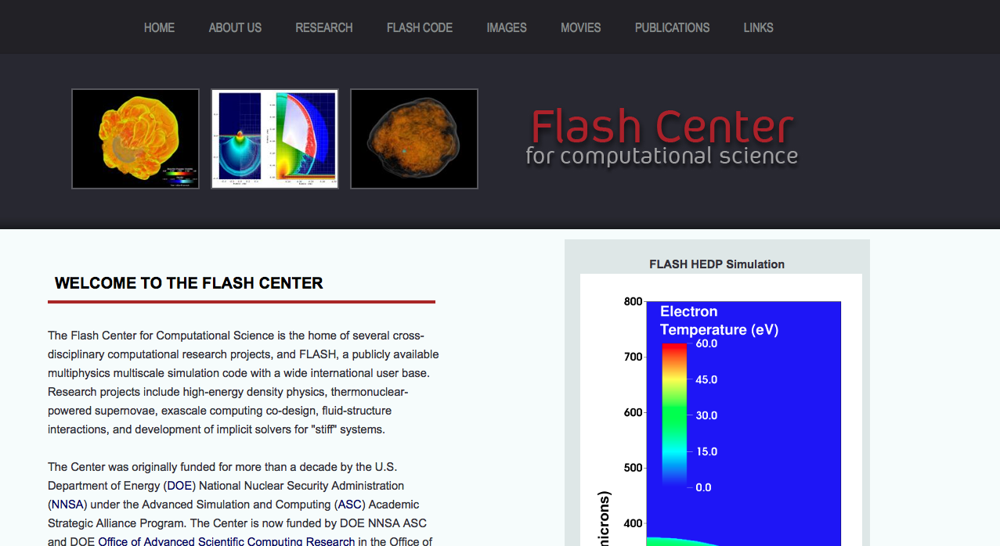 HOME ABOUT US RESEARCH FLASH CODE IMAGES MOVIES PUBLICATIONS LINKS
Flash Center
for computational science
WELCOME TO THE FLASH CENTER
The Flash Center for Computational Science is the home of several cross-
disciplinary computational research projects, and FLASH, a publicly available
multiphysics multiscale simulation code with a wide international user base.
Research projects include high-energy density physics, thermonuclear-
powered supernovae, exascale computing co-design, fluid-structure
interactions, and development of implicit solvers for "stiff" systems.
The Center was originally funded for more than a decade by the U.S.
Department of Energy (DOE) National Nuclear Security Administration
(NNSA) under the Advanced Simulation and Computing (ASC) Academic
Strategic Alliance Program. The Center is now funded by DOE NNSA ASC
and DOE Office of Advanced Scientific Computing Research in the Office of
FLASH HEDP Simulation
800
Electron
Temperature (eV)
60.0
700
45.0
600
30.0
15.0
500
0.0
400